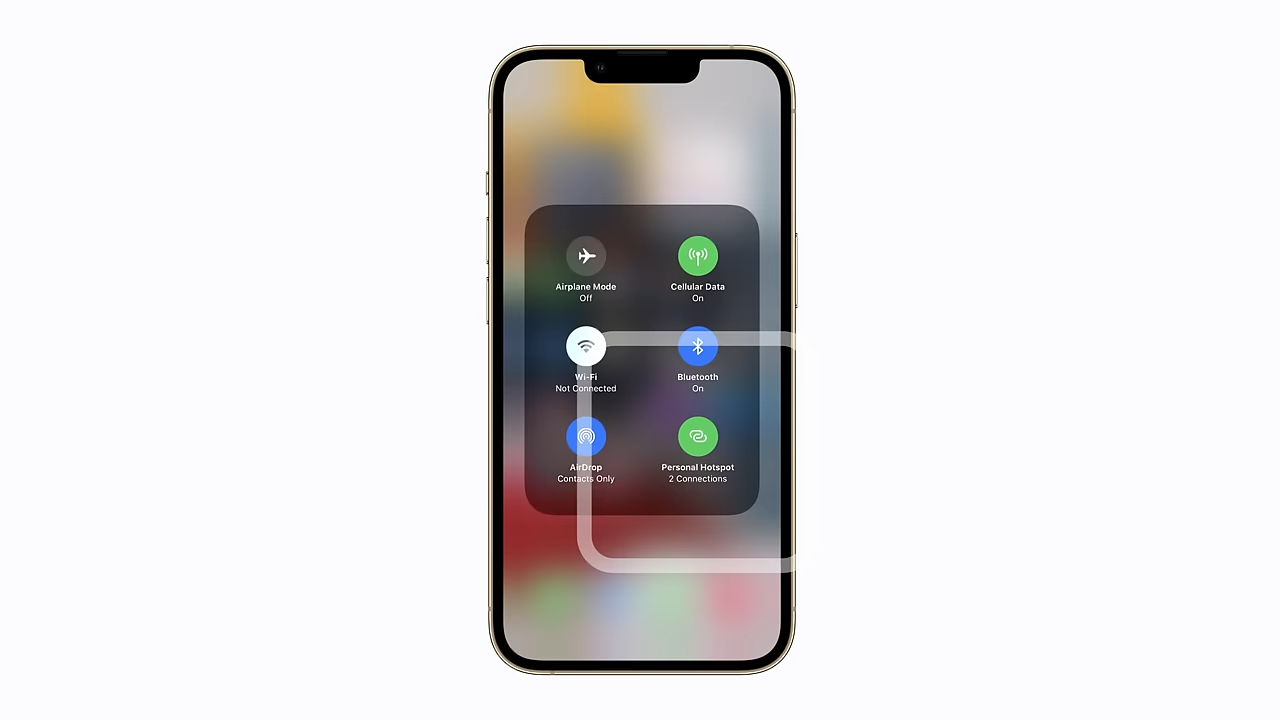 Airplane Mode
Off
Cellular Data
On
Wi-Fi
Not Connected
Bluetooth
On
AirDrop
Contacts Only
Personal Hotspot
2 Connections